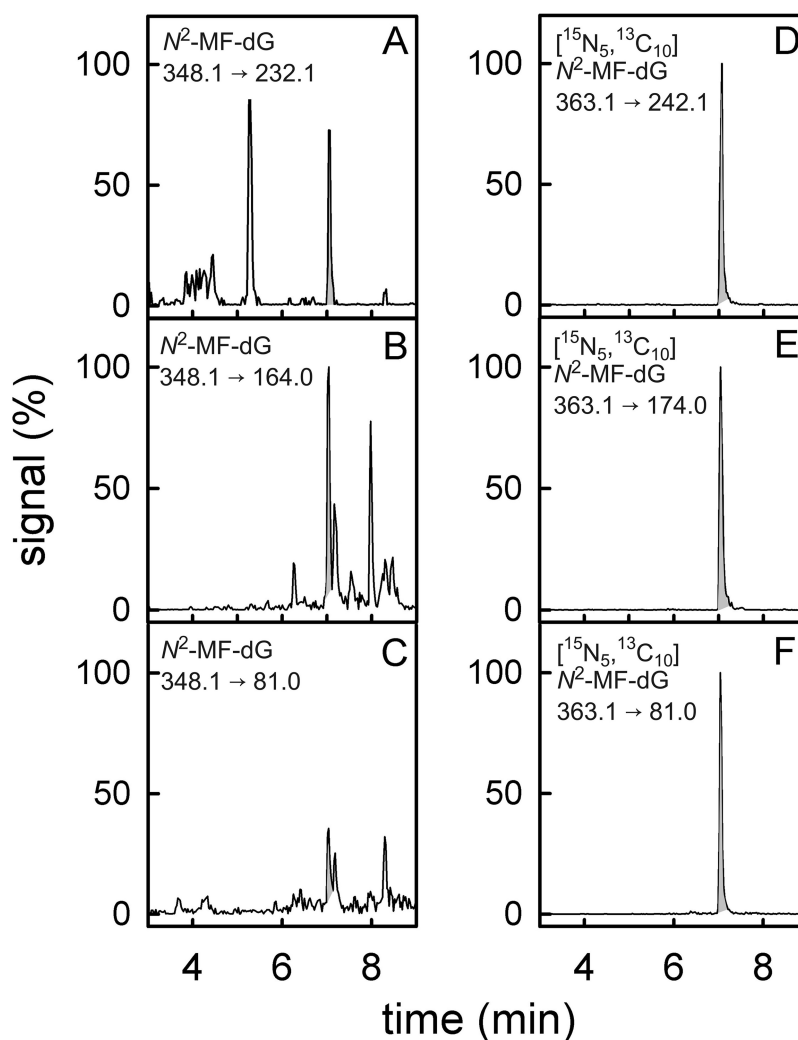 N²-MF-dG
348.1 → 232.1
A
100
50
0
N²-MF-dG
348.1 → 164.0
B
100
50
0
N²-MF-dG
348.1 → 81.0
C
100
50
0
4 6 8
[¹⁵N₅,¹³C₁₀]
N²-MF-dG
363.1 → 242.1
D
100
50
0
[¹⁵N₅,¹³C₁₀]
N²-MF-dG
363.1 → 174.0
E
100
50
0
[¹⁵N₅,¹³C₁₀]
N²-MF-dG
363.1 → 81.0
F
100
50
0
4 6 8
signal (%)
time (min)